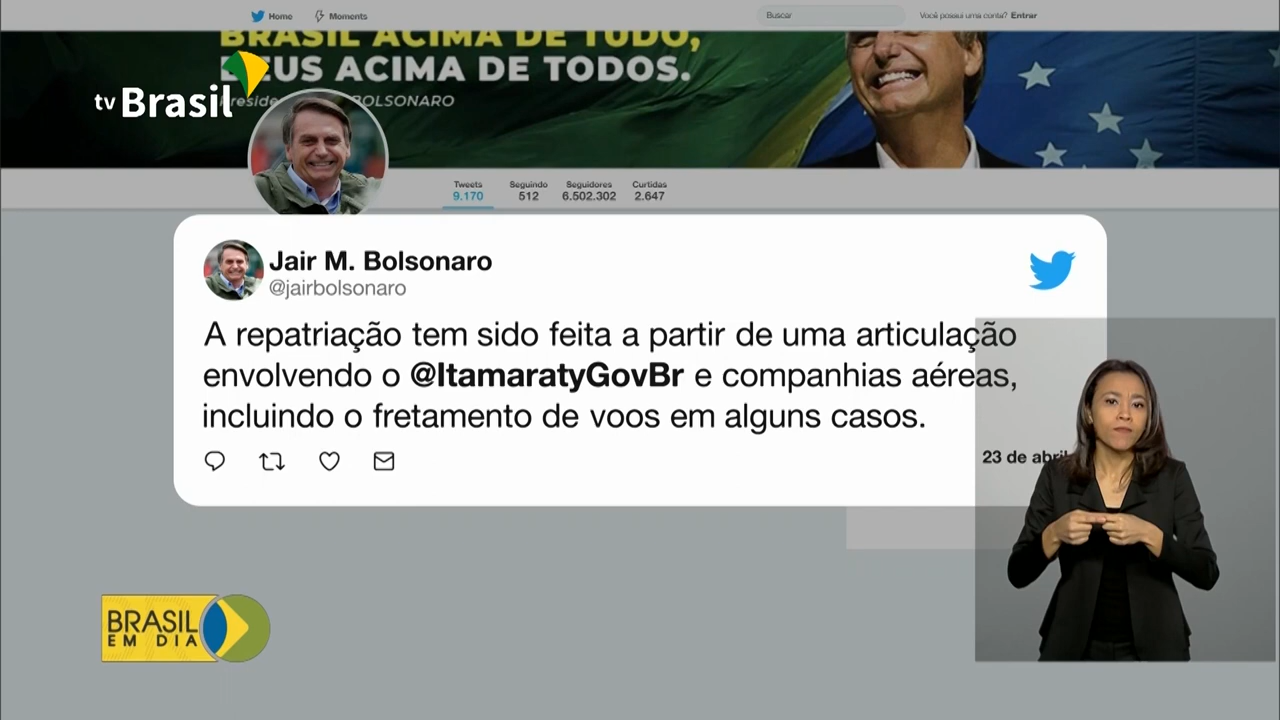 Home
Moments
Buscar
Você possui uma conta? Entrar
BRASIL ACIMA DE TUDO,
DEUS ACIMA DE TODOS.
BOLSONARO
tv Brasil
Tweets
Seguindo
Seguidores
Curtidas
9.170
512
6.502.302
2.647
Jair M. Bolsonaro
@jairbolsonaro
A repatriação tem sido feita a partir de uma articulação
envolvendo o @ItamaratyGovBr e companhias aéreas,
incluindo o fretamento de voos em alguns casos.
23 de abril
BRASIL
EM DIA